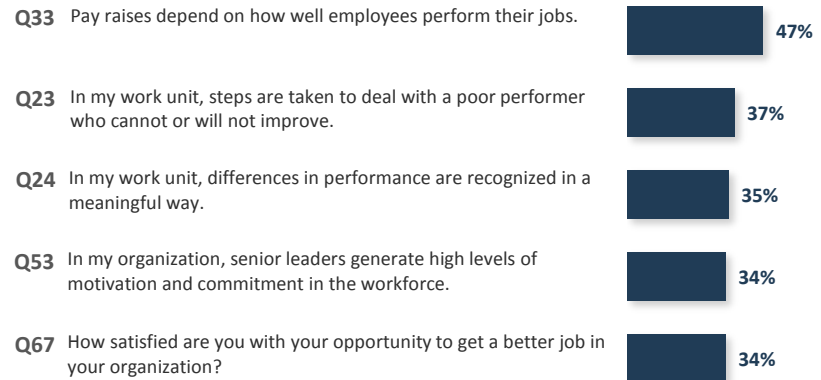 Q33 Pay raises depend on how well employees perform their jobs. 47%
Q23 In my work unit, steps are taken to deal with a poor performer
who cannot or will not improve. 37%
Q24 In my work unit, differences in performance are recognized in a
meaningful way. 35%
Q53 In my organization, senior leaders generate high levels of
motivation and commitment in the workforce. 34%
Q67 How satisfied are you with your opportunity to get a better job in
your organization? 34%